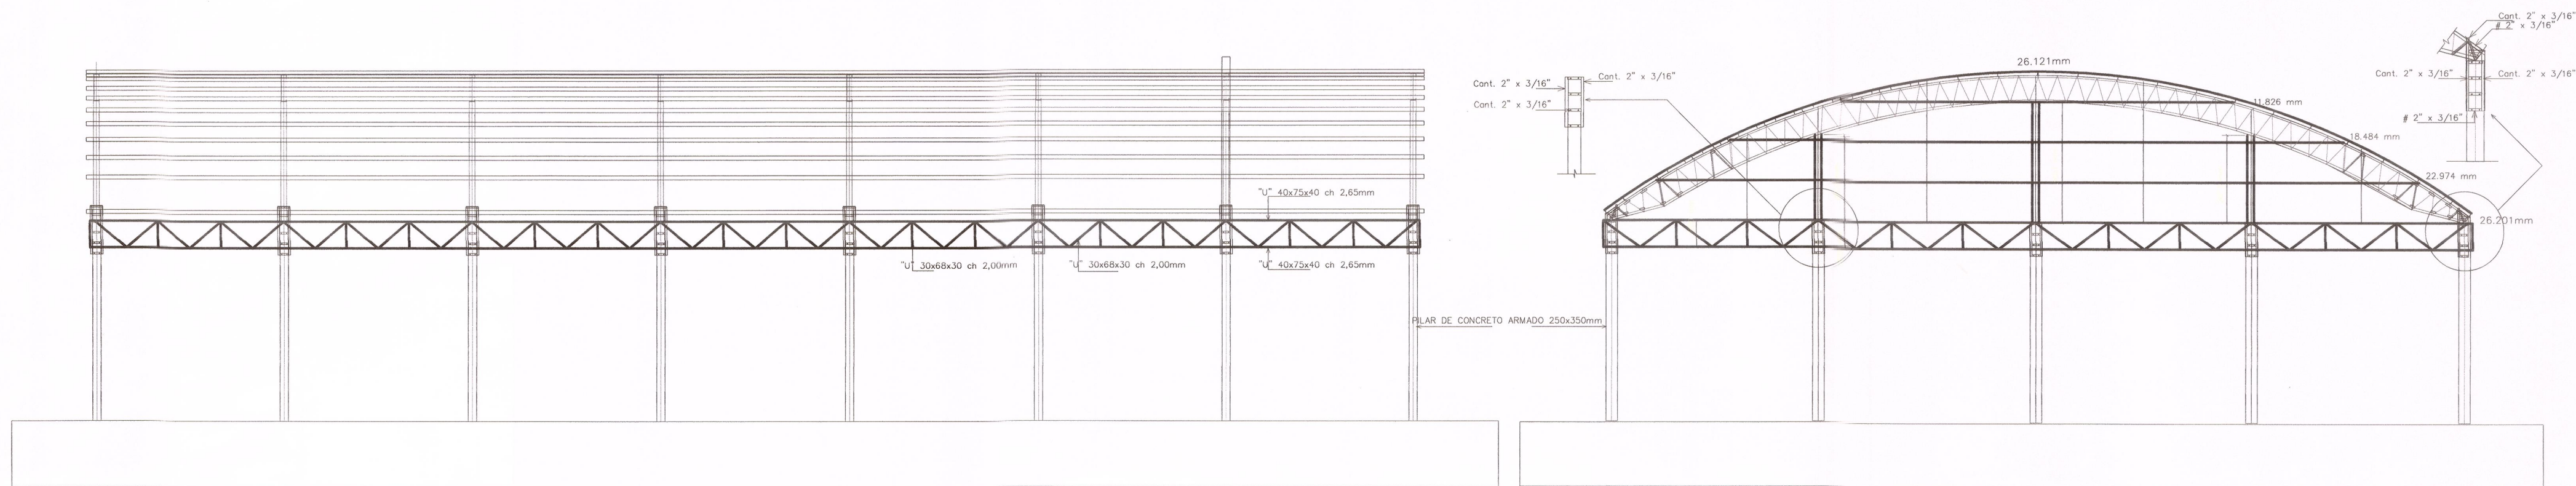 "U" 40x75x40 ch 2,65mm
"U" 30x68x30 ch 2,00mm
"U" 30x68x30 ch 2,00mm
"U" 40x75x40 ch 2,65mm
PILAR DE CONCRETO ARMADO 250x350mm
Cant. 2" x 3/16"
Cant. 2" x 3/16"
Cant. 2" x 3/16"
26.121mm
11.826 mm
18.484 mm
22.974 mm
26.201mm
Cant. 2" x 3/16"
# 2" x 3/16"
Cant. 2" x 3/16"
Cant. 2" x 3/16"
# 2" x 3/16"